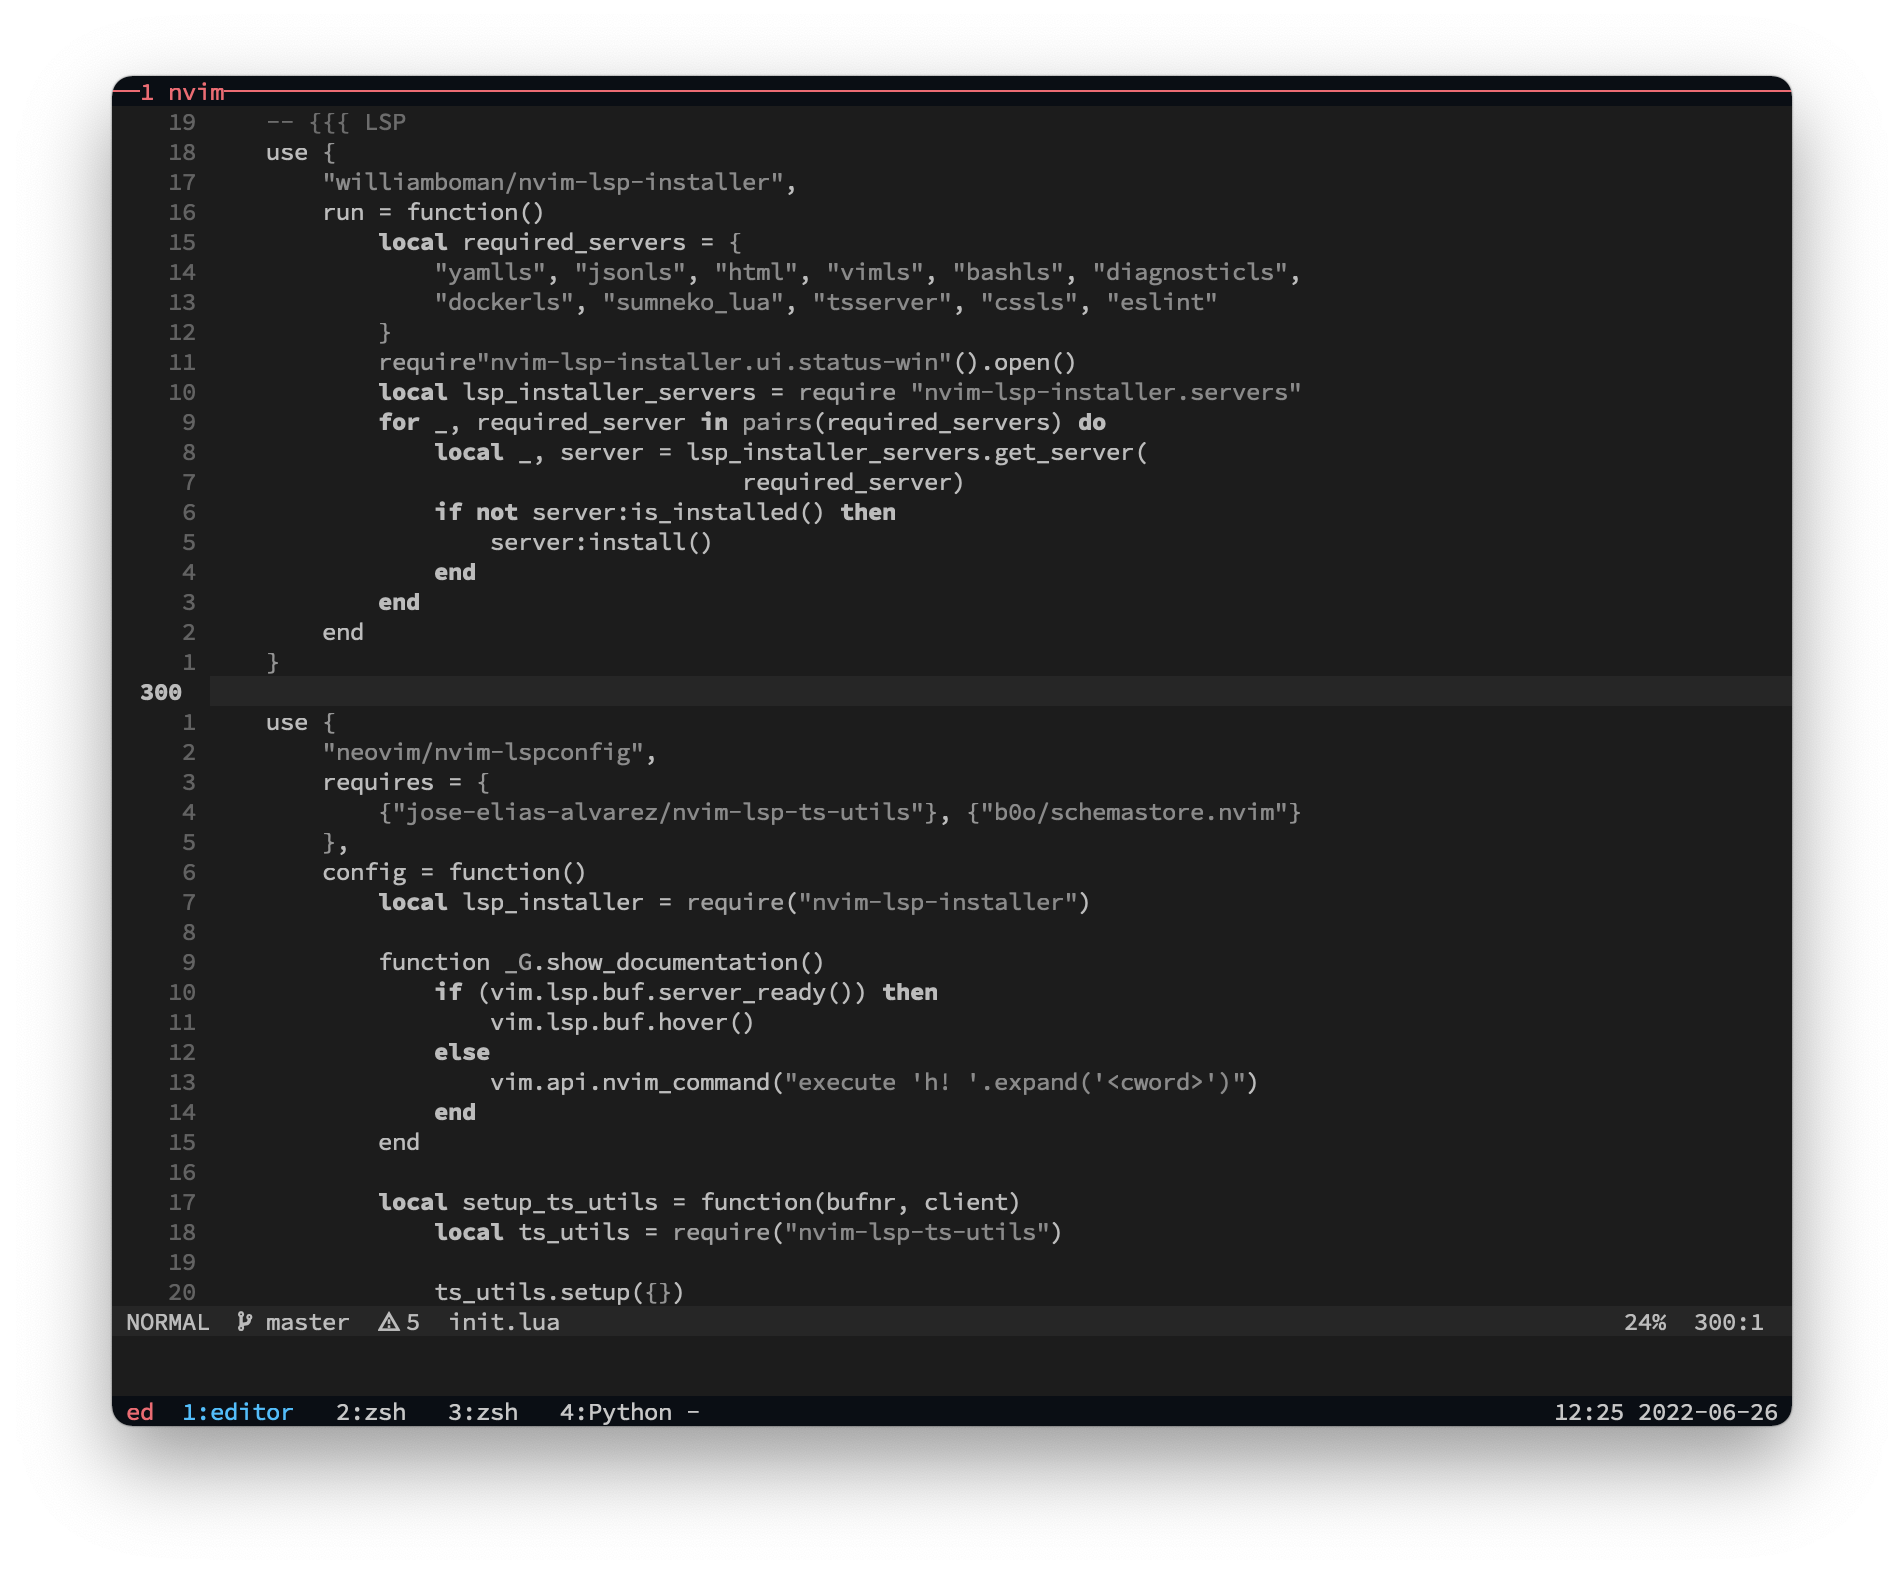 1 nvim
19 -- {{{ LSP
18 use {
17 "williamboman/nvim-lsp-installer",
16 run = function()
15 local required_servers = {
14 "yamlls", "jsonls", "html", "vimls", "bashls", "diagnosticls",
13 "dockerls", "sumneko_lua", "tsserver", "cssls", "eslint"
12 }
11 require"nvim-lsp-installer.ui.status-win"().open()
10 local lsp_installer_servers = require "nvim-lsp-installer.servers"
9 for _, required_server in pairs(required_servers) do
8 local _, server = lsp_installer_servers.get_server(
7 required_server)
6 if not server:is_installed() then
5 server:install()
4 end
3 end
2 end
1 }
300
1 use {
2 "neovim/nvim-lspconfig",
3 requires = {
4 {"jose-elias-alvarez/nvim-lsp-ts-utils"}, {"b0o/schemastore.nvim"}
5 },
6 config = function()
7 local lsp_installer = require("nvim-lsp-installer")
8
9 function _G.show_documentation()
10 if (vim.lsp.buf.server_ready()) then
11 vim.lsp.buf.hover()
12 else
13 vim.api.nvim_command("execute 'h! '.expand('<cword>')")
14 end
15 end
16
17 local setup_ts_utils = function(bufnr, client)
18 local ts_utils = require("nvim-lsp-ts-utils")
19
20 ts_utils.setup({})
NORMAL master 5 init.lua 24% 300:1
ed 1:editor 2:zsh 3:zsh 4:Python - 12:25 2022-06-26